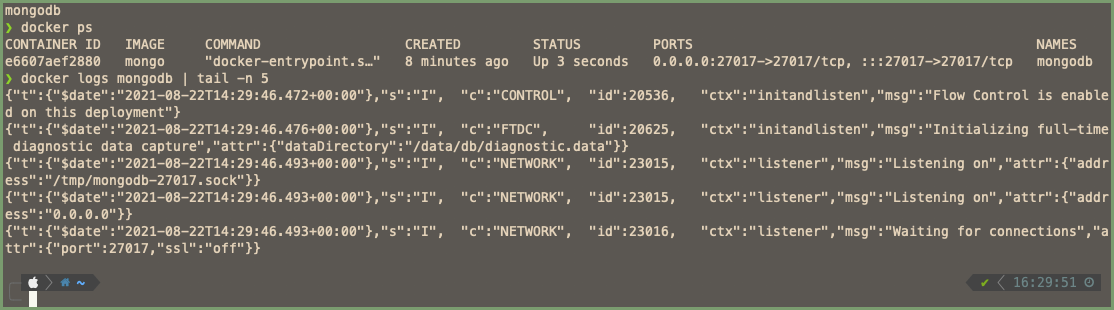 mongodb
❯ docker ps
CONTAINER ID   IMAGE     COMMAND                  CREATED         STATUS         PORTS                                           NAMES
e6607aef2880   mongo     "docker-entrypoint.s…"   8 minutes ago   Up 3 seconds   0.0.0.0:27017->27017/tcp, :::27017->27017/tcp   mongodb
❯ docker logs mongodb | tail -n 5
{"t":{"$date":"2021-08-22T14:29:46.472+00:00"},"s":"I",  "c":"CONTROL",  "id":20536,   "ctx":"initandlisten","msg":"Flow Control is enable
d on this deployment"}
{"t":{"$date":"2021-08-22T14:29:46.476+00:00"},"s":"I",  "c":"FTDC",     "id":20625,   "ctx":"initandlisten","msg":"Initializing full-time
 diagnostic data capture","attr":{"dataDirectory":"/data/db/diagnostic.data"}}
{"t":{"$date":"2021-08-22T14:29:46.493+00:00"},"s":"I",  "c":"NETWORK",  "id":23015,   "ctx":"listener","msg":"Listening on","attr":{"addr
ess":"/tmp/mongodb-27017.sock"}}
{"t":{"$date":"2021-08-22T14:29:46.493+00:00"},"s":"I",  "c":"NETWORK",  "id":23015,   "ctx":"listener","msg":"Listening on","attr":{"addr
ess":"0.0.0.0"}}
{"t":{"$date":"2021-08-22T14:29:46.493+00:00"},"s":"I",  "c":"NETWORK",  "id":23016,   "ctx":"listener","msg":"Waiting for connections","a
ttr":{"port":27017,"ssl":"off"}}
~ ✔ 16:29:51